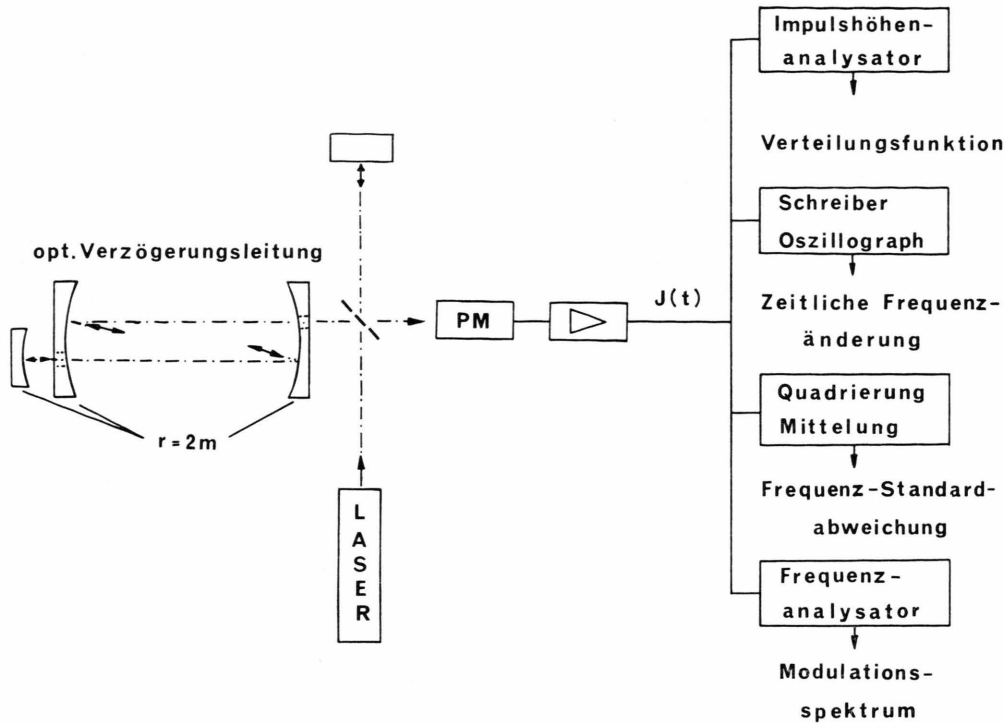 opt.Verzögerungsleitung
r=2m
LASER
PM
J(t)
Impulshöhen-
analysator
Verteilungsfunktion
Schreiber
Oszillograph
Zeitliche Frequenz-
änderung
Quadrierung
Mittelung
Frequenz-Standard-
abweichung
Frequenz-
analysator
Modulations-
spektrum